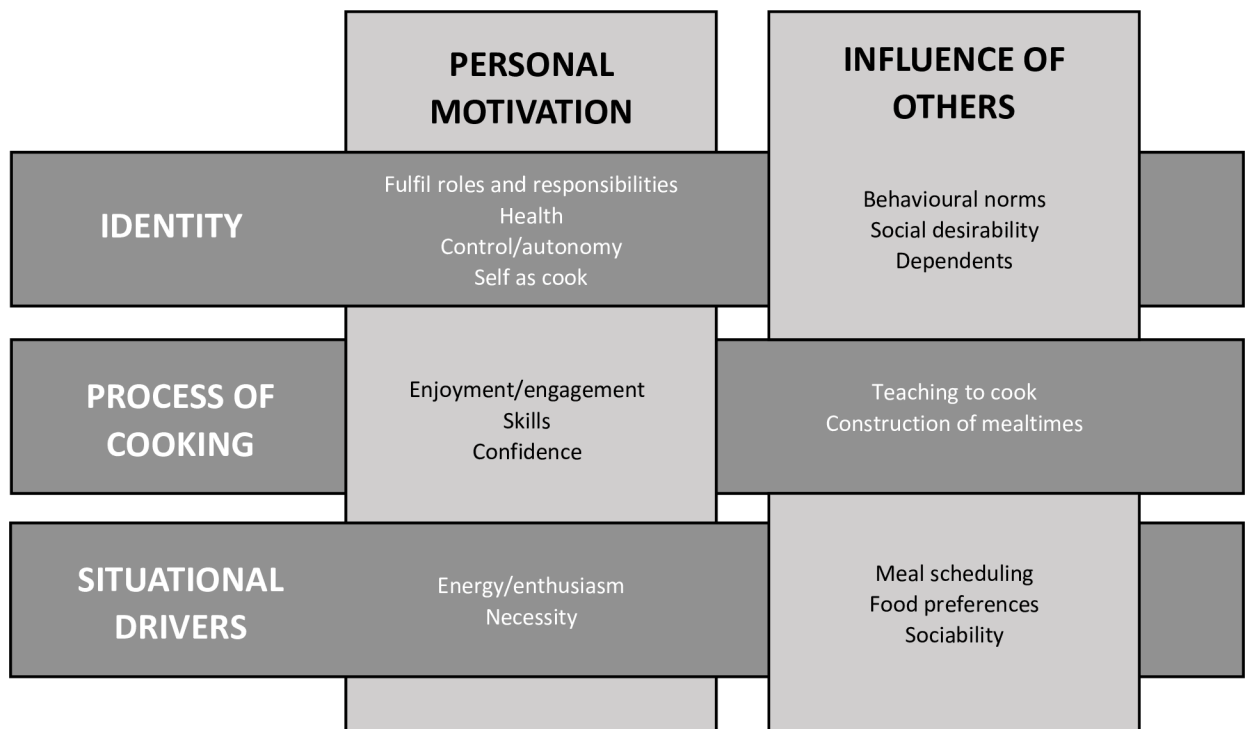 PERSONAL
MOTIVATION
INFLUENCE OF
OTHERS
IDENTITY
Fulfil roles and responsibilities
Health
Control/autonomy
Self as cook
Behavioural norms
Social desirability
Dependents
PROCESS OF
COOKING
Enjoyment/engagement
Skills
Confidence
Teaching to cook
Construction of mealtimes
SITUATIONAL
DRIVERS
Energy/enthusiasm
Necessity
Meal scheduling
Food preferences
Sociability